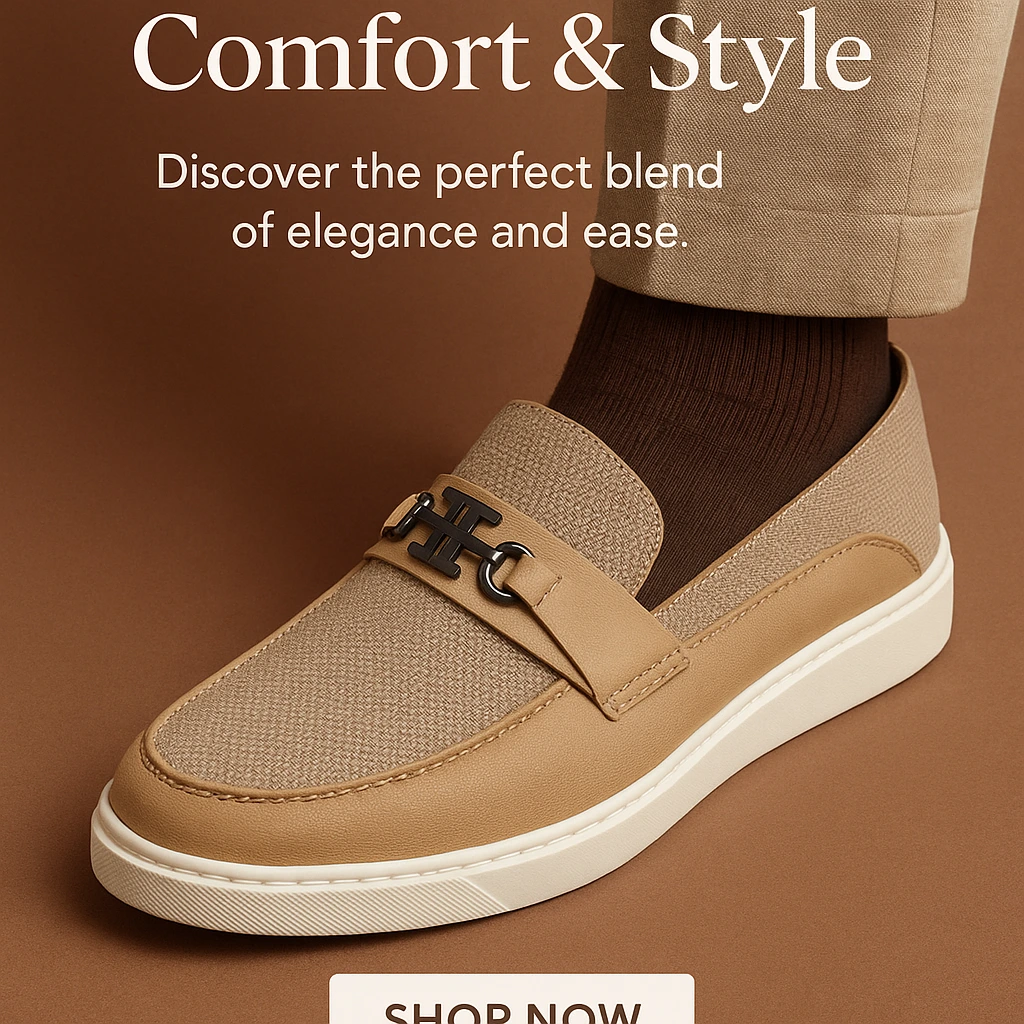 Comfort & Style
Discover the perfect blend
of elegance and ease.
SHOP NOW